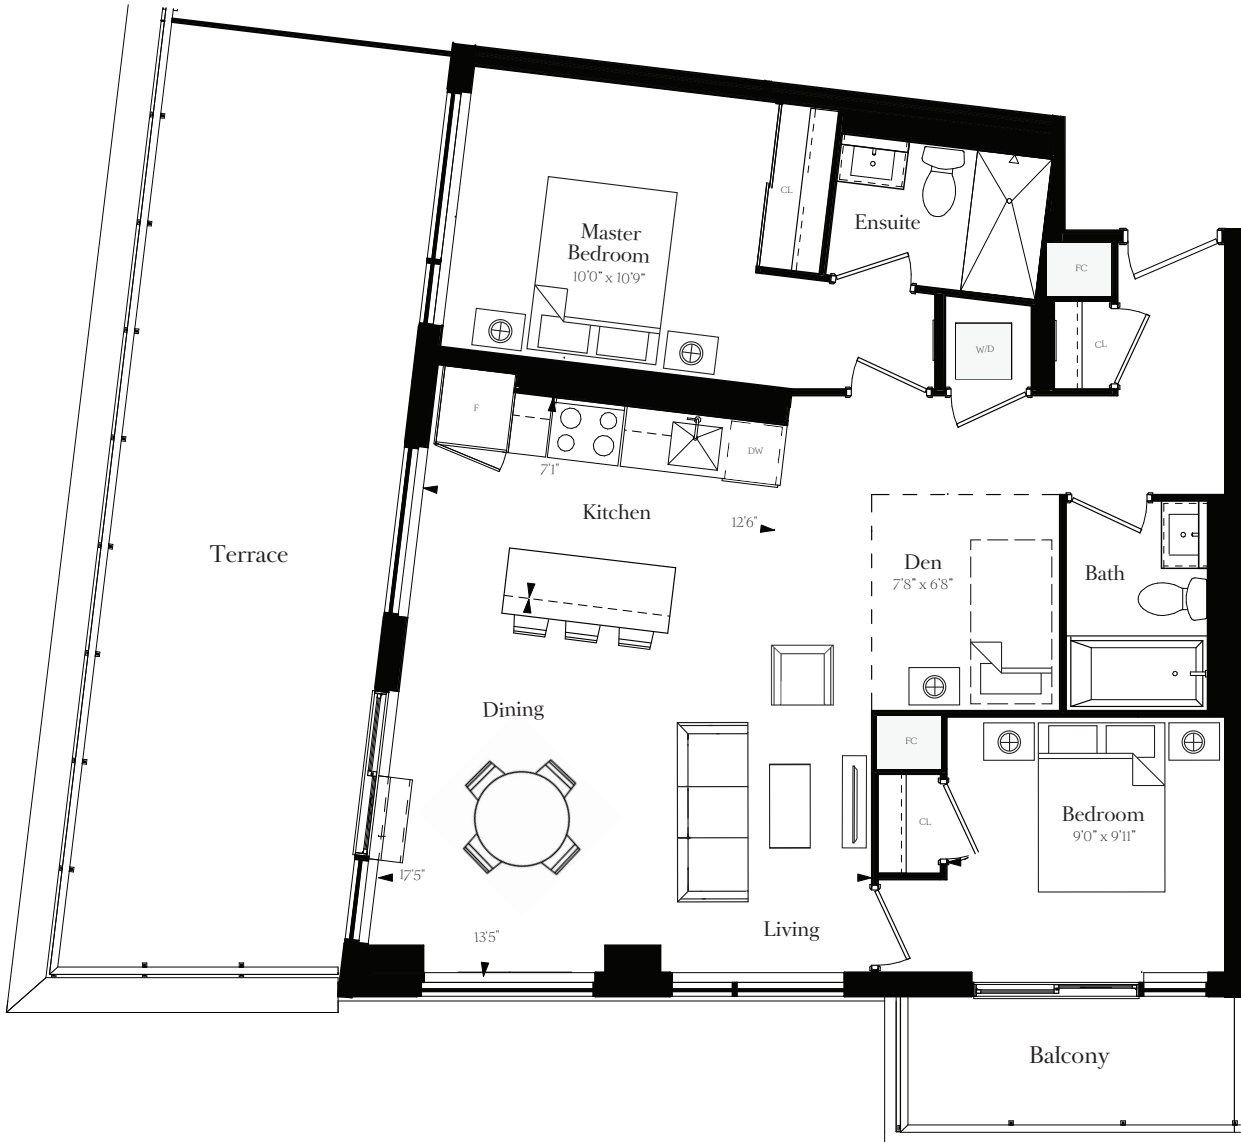 CL
Ensuite
Master
Bedroom
10'0" x 10'9"
FC
W/D
CL
F
DW
7'1"
Kitchen
12'6"
Terrace
Den
7'8" x 6'8"
Bath
Dining
FC
CL
Bedroom
9'0" x 9'11"
17'5"
13'5"
Living
Balcony